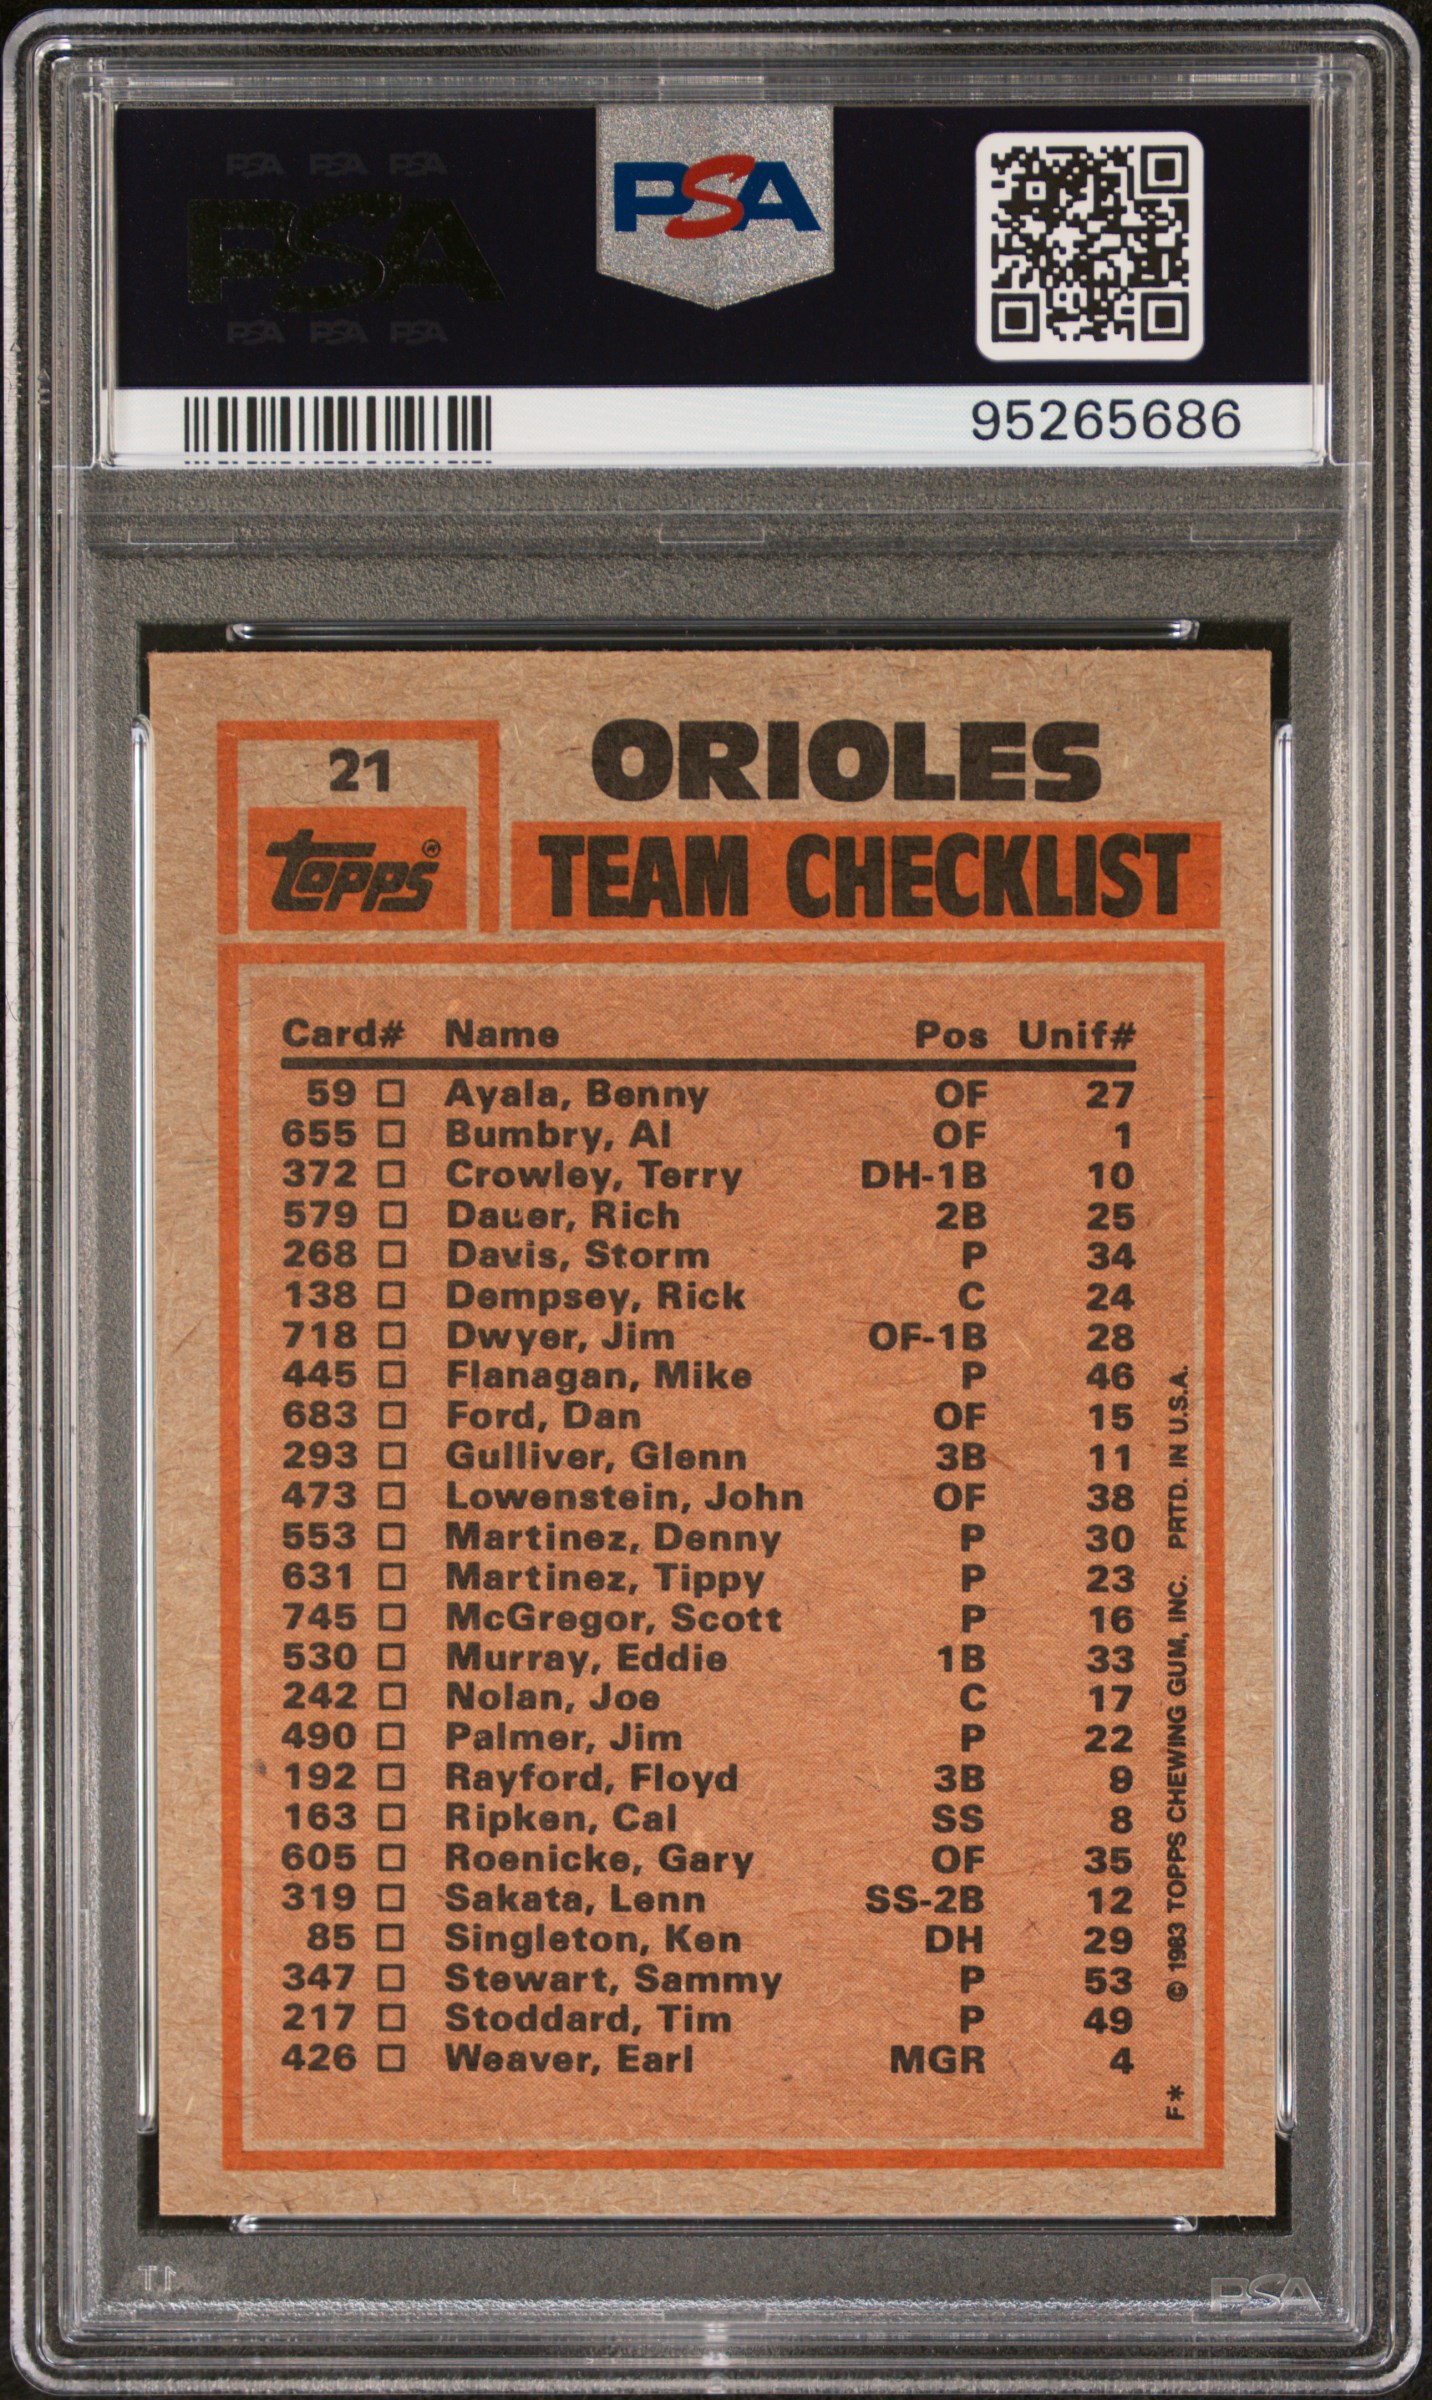 PSA PSA PSA
PSA
PSA PSA PSA
PSA
95265686
21
ORIOLES
topps®
TEAM CHECKLIST
Card# Name Pos Unif#
59 Ayala, Benny OF 27
655 Bumbry, Al OF 1
372 Crowley, Terry DH-1B 10
579 Dauer, Rich 2B 25
268 Davis, Storm P 34
138 Dempsey, Rick C 24
718 Dwyer, Jim OF-1B 28
445 Flanagan, Mike P 46
683 Ford, Dan OF 15
293 Gulliver, Glenn 3B 11
473 Lowenstein, John OF 38
553 Martinez, Denny P 30
631 Martinez, Tippy P 23
745 McGregor, Scott P 16
530 Murray, Eddie 1B 33
242 Nolan, Joe C 17
490 Palmer, Jim P 22
192 Rayford, Floyd 3B 9
163 Ripken, Cal SS 8
605 Roenicke, Gary OF 35
319 Sakata, Lenn SS-2B 12
85 Singleton, Ken DH 29
347 Stewart, Sammy P 53
217 Stoddard, Tim P 49
426 Weaver, Earl MGR 4
F* © 1983 TOPPS CHEWING GUM, INC. PRTD. IN U.S.A.
PSA